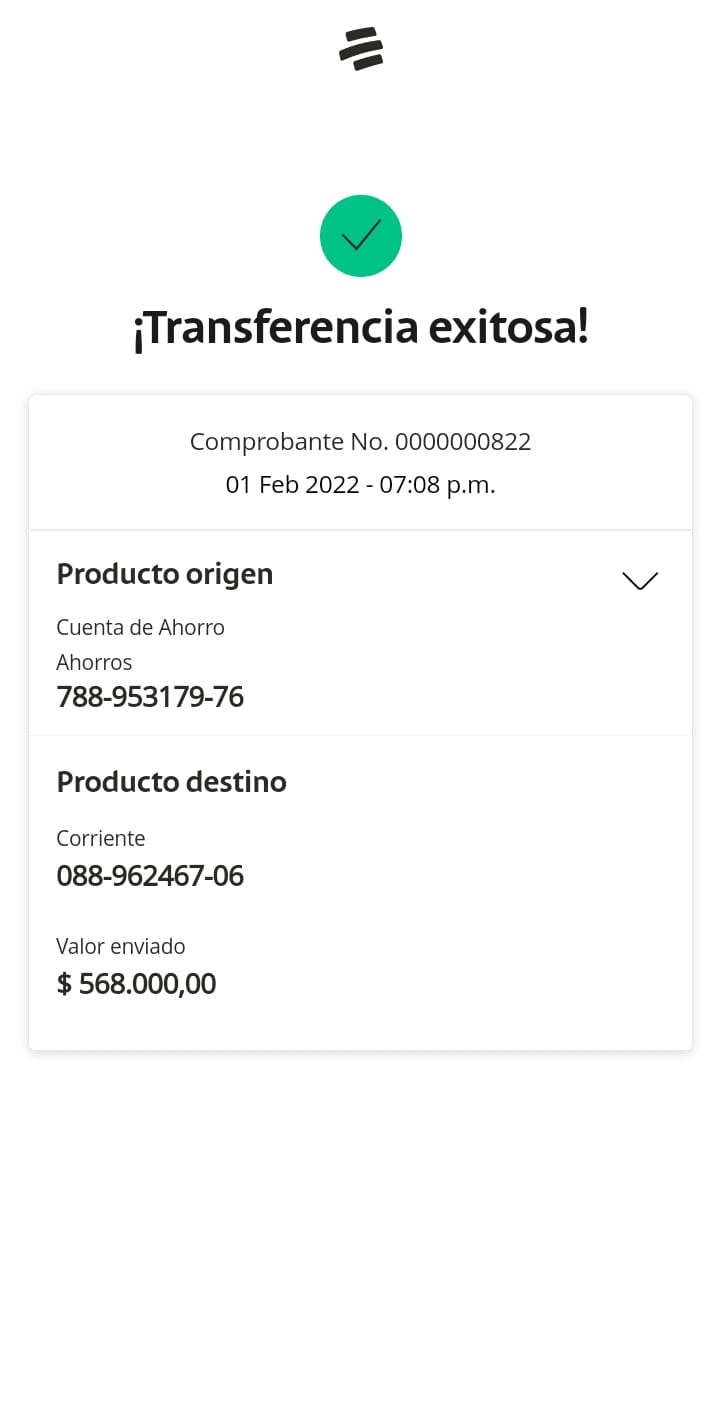 ¡Transferencia exitosa!
Comprobante No. 0000000822
01 Feb 2022 - 07:08 p.m.
Producto origen
Cuenta de Ahorro
Ahorros
788-953179-76
Producto destino
Corriente
088-962467-06
Valor enviado
$ 568.000,00